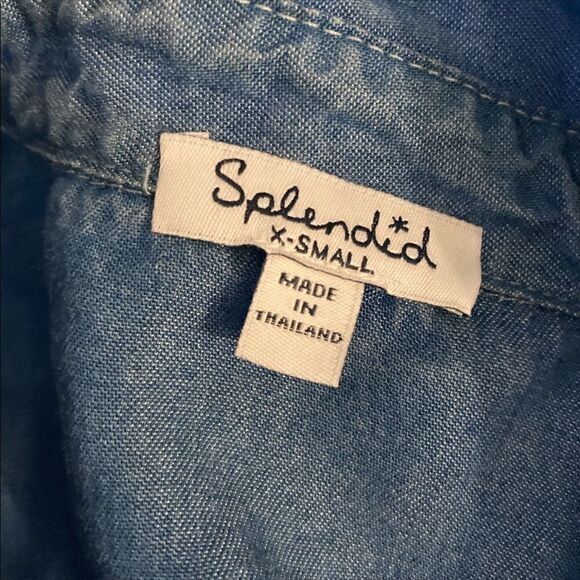 Splendid
X-SMALL
MADE
IN
THAILAND